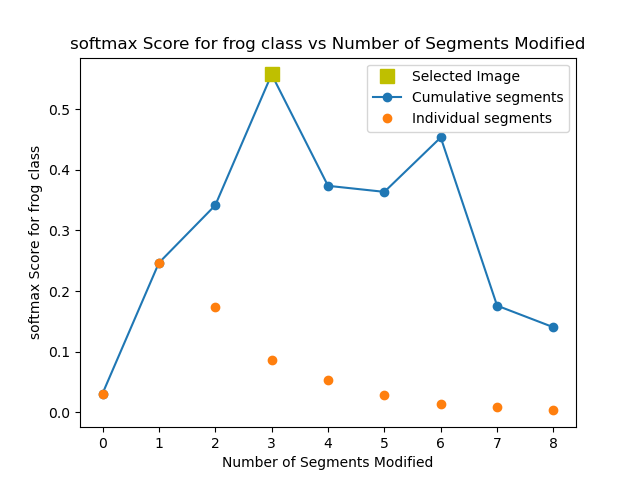 softmax Score for frog class vs Number of Segments Modified
Selected Image
Cumulative segments
Individual segments
softmax Score for frog class
0.5
0.4
0.3
0.2
0.1
0.0
0 1 2 3 4 5 6 7 8
Number of Segments Modified